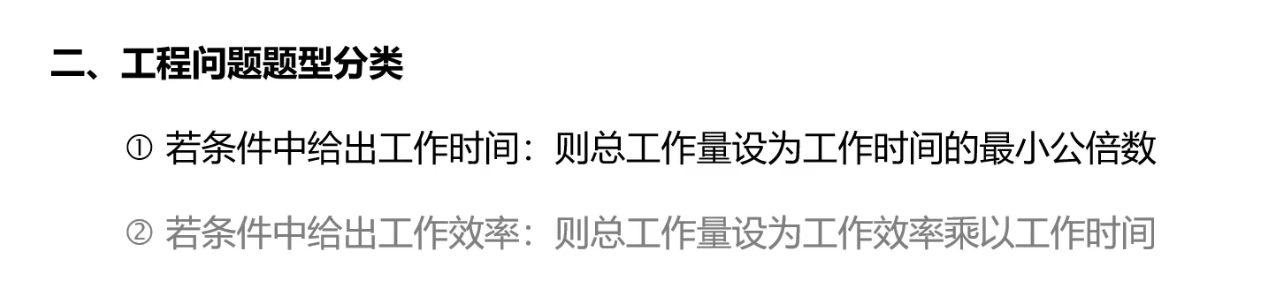 二、工程问题题型分类
① 若条件中给出工作时间：则总工作量设为工作时间的最小公倍数
② 若条件中给出工作效率：则总工作量设为工作效率乘以工作时间